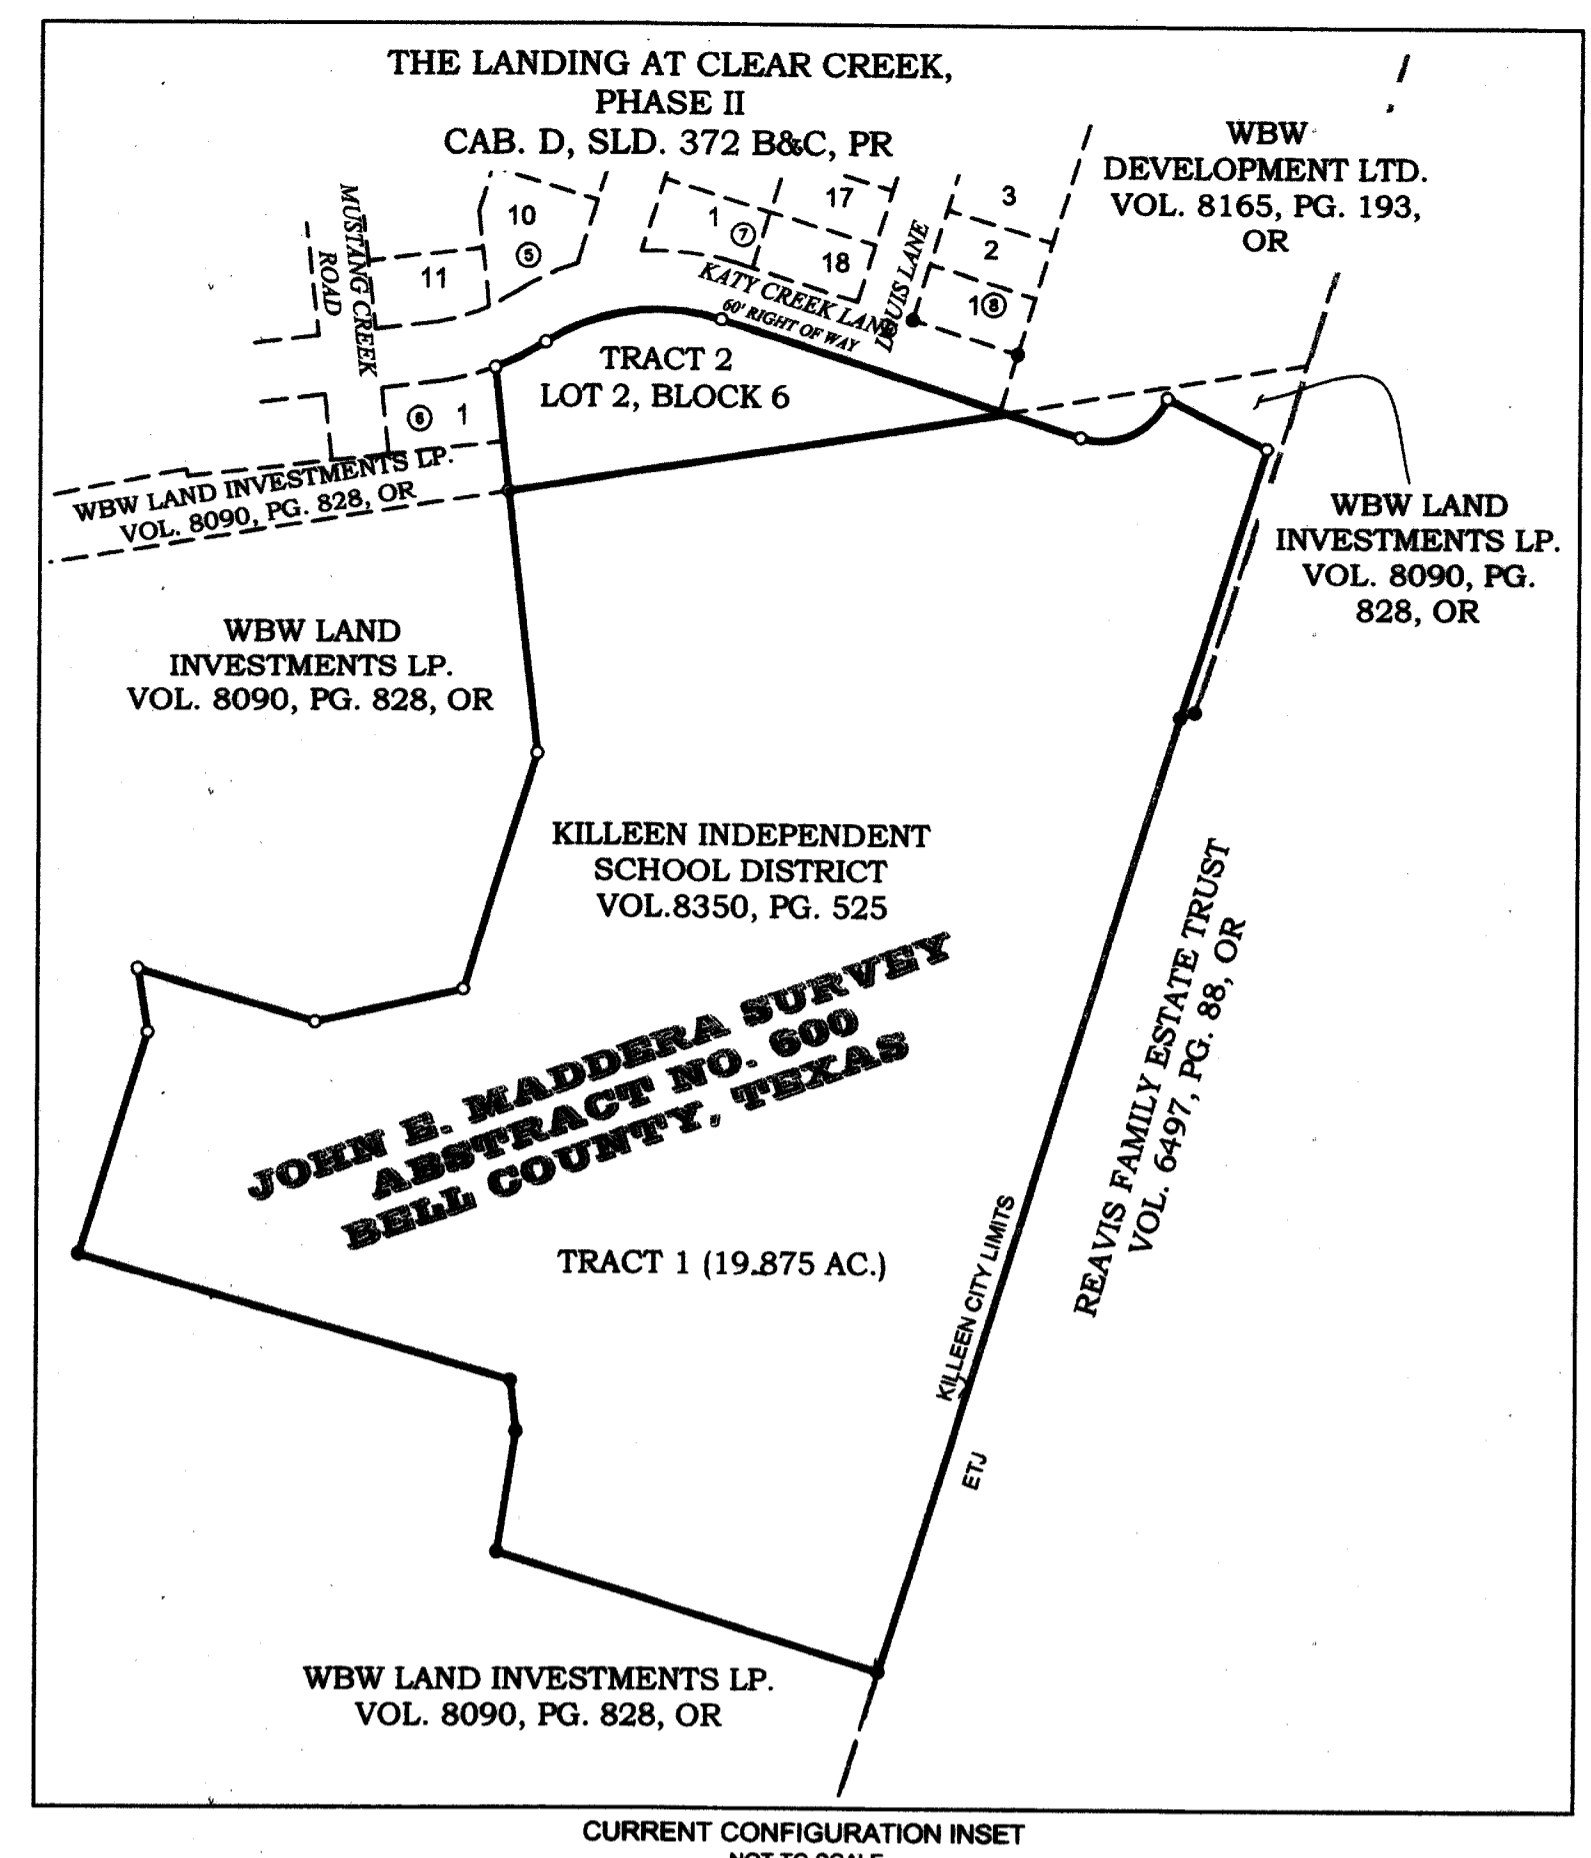 THE LANDING AT CLEAR CREEK,
PHASE II
CAB. D, SLD. 372 B&C, PR
WBW
DEVELOPMENT LTD.
VOL. 8165, PG. 193,
OR
MUSTANG CREEK
ROAD
10
5
11
1
7
17
18
3
2
1 8
LOUIS LANE
KATY CREEK LANE
60' RIGHT OF WAY
TRACT 2
LOT 2, BLOCK 6
6 1
WBW LAND INVESTMENTS LP.
VOL. 8090, PG. 828, OR
WBW LAND
INVESTMENTS LP.
VOL. 8090, PG.
828, OR
WBW LAND
INVESTMENTS LP.
VOL. 8090, PG. 828, OR
KILLEEN INDEPENDENT
SCHOOL DISTRICT
VOL.8350, PG. 525
JOHN E. MADDERA SURVEY
ABSTRACT NO. 600
BELL COUNTY, TEXAS
REAVIS FAMILY ESTATE TRUST
VOL. 6497, PG. 88, OR
TRACT 1 (19.875 AC.)
KILLEEN CITY LIMITS
ETJ
WBW LAND INVESTMENTS LP.
VOL. 8090, PG. 828, OR
CURRENT CONFIGURATION INSET
NOT TO SCALE